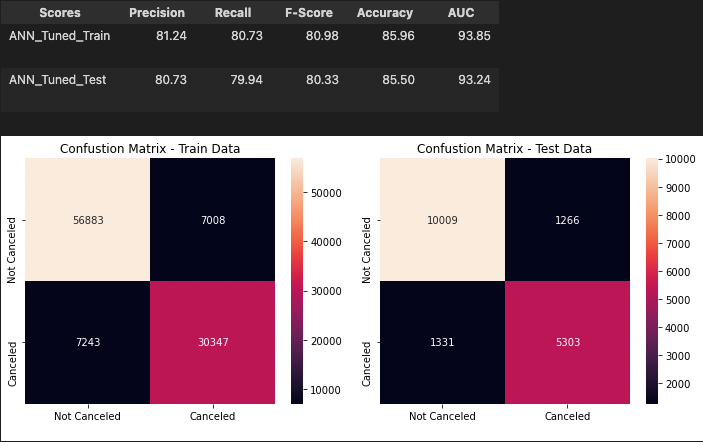 Scores Precision Recall F-Score Accuracy AUC
ANN_Tuned_Train 81.24 80.73 80.98 85.96 93.85
ANN_Tuned_Test 80.73 79.94 80.33 85.50 93.24
Confustion Matrix - Train Data
Not Canceled
Canceled
56883 7008
7243 30347
Not Canceled Canceled
50000
40000
30000
20000
10000
Confustion Matrix - Test Data
Not Canceled
Canceled
10009 1266
1331 5303
Not Canceled Canceled
10000
9000
8000
7000
6000
5000
4000
3000
2000